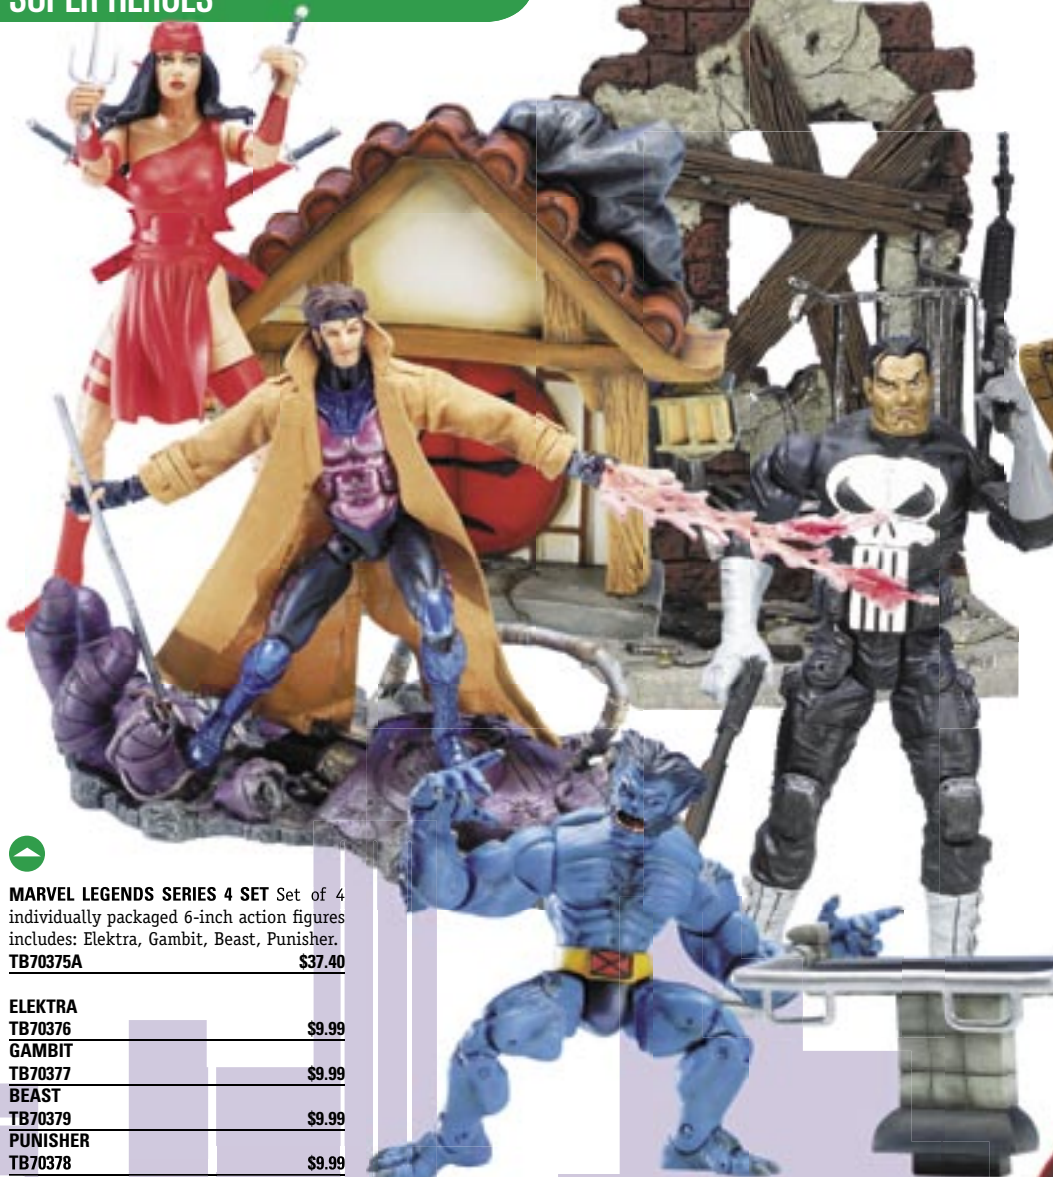 SUPER HEROES
MARVEL LEGENDS SERIES 4 SET Set of 4
individually packaged 6-inch action figures
includes: Elektra, Gambit, Beast, Punisher.
TB70375A $37.40
ELEKTRA
TB70376 $9.99
GAMBIT
TB70377 $9.99
BEAST
TB70379 $9.99
PUNISHER
TB70378 $9.99